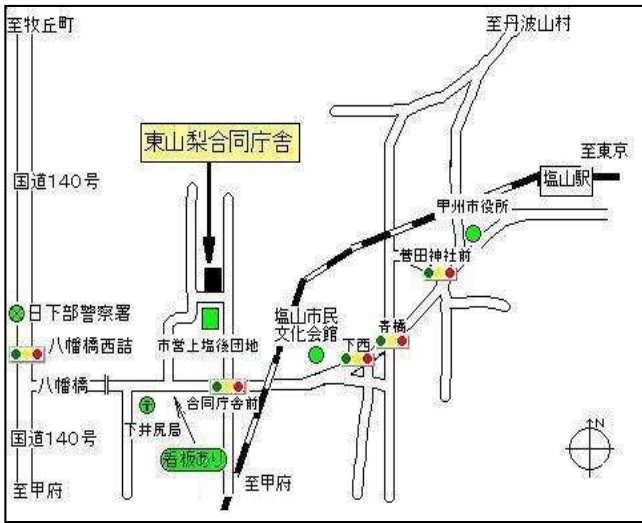 至牧丘町
至丹波山村
東山梨合同庁舎
至東京
塩山駅
国道140号
甲州市役所
菅田神社前
日下部警察署
塩山市民
文化会館
市営上塩後団地
八幡橋西詰
下西
八幡橋
合同庁舎前
下井尻局
国道140号
看板あり
至甲府
至甲府
N